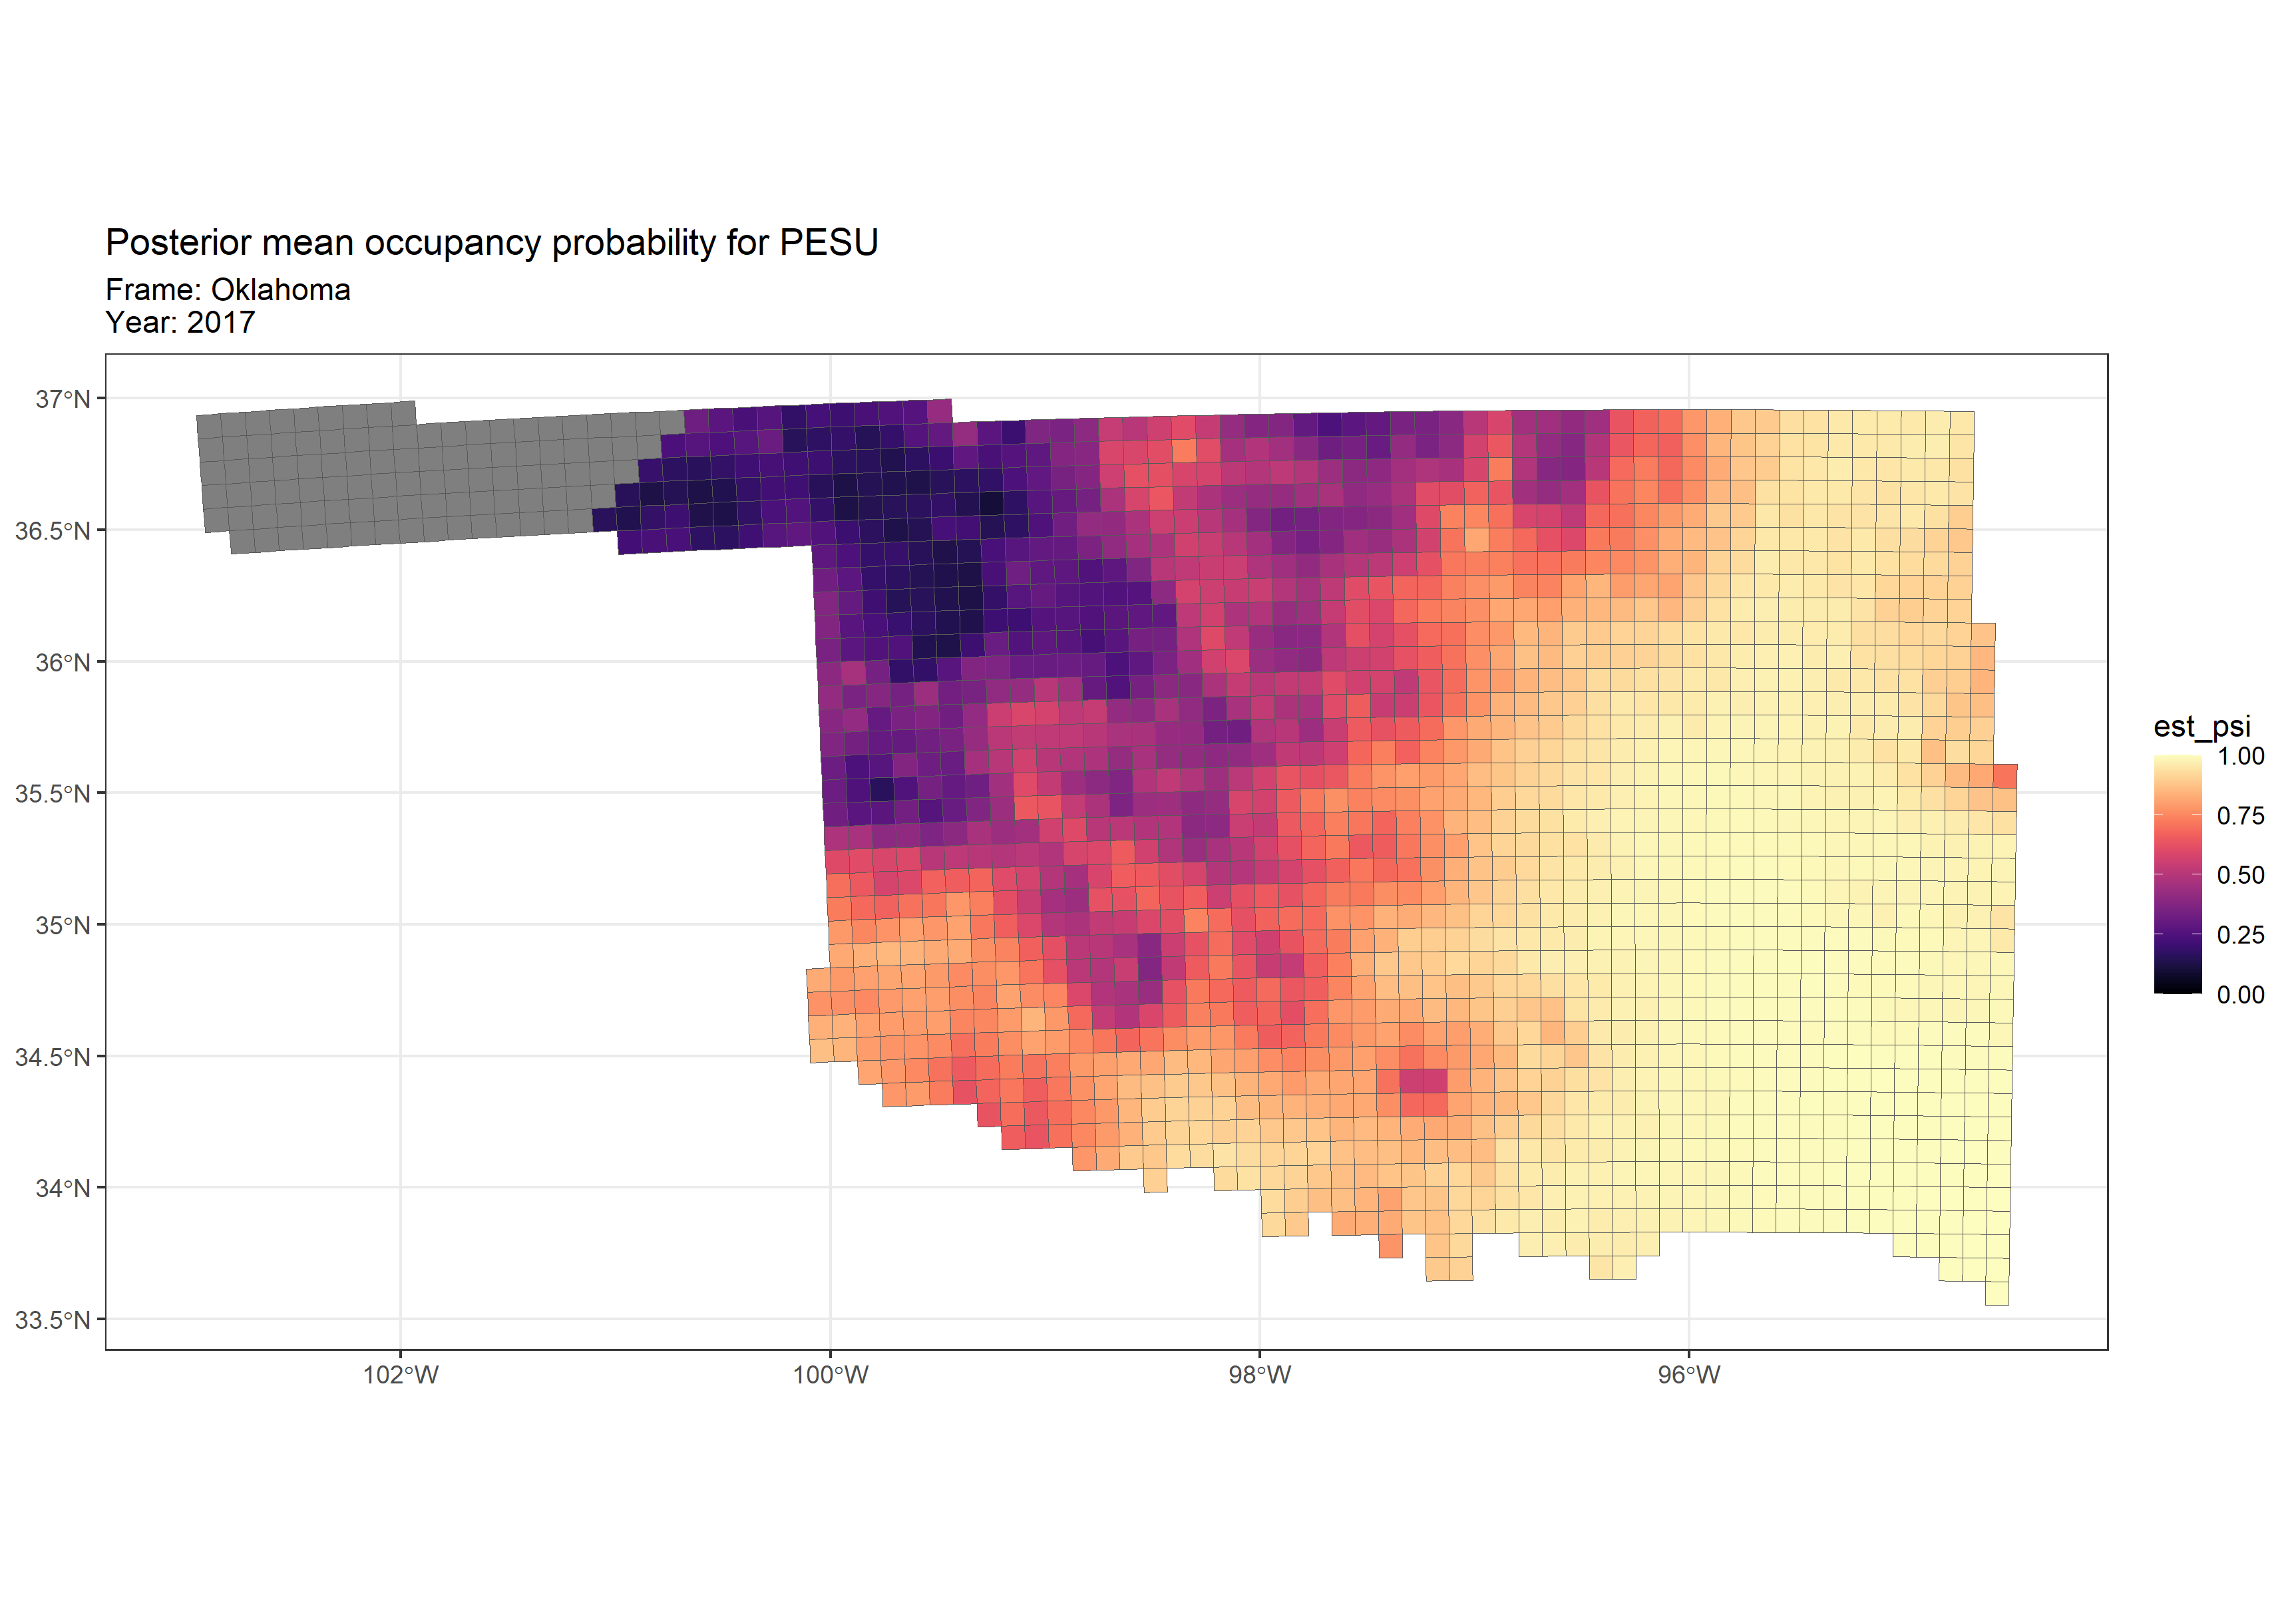 Posterior mean occupancy probability for PESU
Frame: Oklahoma
Year: 2017
37°N
36.5°N
36°N
35.5°N
35°N
34.5°N
34°N
33.5°N
102°W
100°W
98°W
96°W
est_psi
1.00
0.75
0.50
0.25
0.00